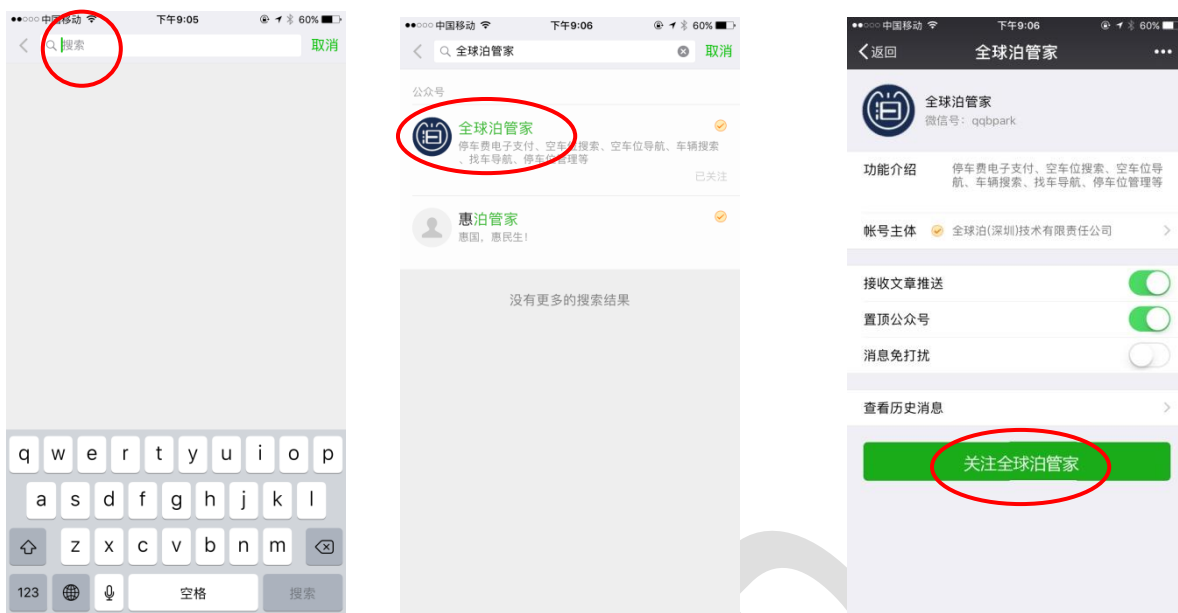 中国移动 下午9:05 60%
搜索 取消
q w e r t y u i o p
a s d f g h j k l
z x c v b n m
123 空格 搜索
中国移动 下午9:06 60%
全球泊管家 取消
公众号
泊
全球泊管家
停车费电子支付、空车位搜索、空车位导航、车辆搜索
、找车导航、停车位管理等
已关注
惠泊管家
惠国，惠民生!
没有更多的搜索结果
中国移动 下午9:06 60%
返回 全球泊管家 •••
泊
全球泊管家
微信号: qqbpark
功能介绍 停车费电子支付、空车位搜索、空车位导
航、车辆搜索、找车导航、停车位管理等
帐号主体 全球泊(深圳)技术有限责任公司
接收文章推送
置顶公众号
消息免打扰
查看历史消息
关注全球泊管家